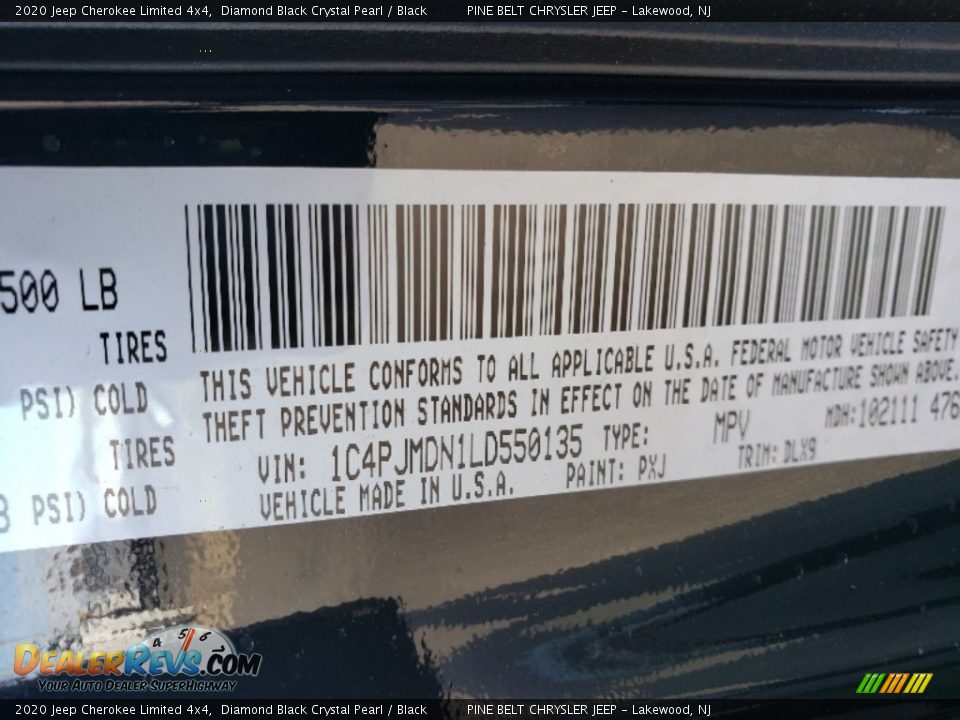 2020 Jeep Cherokee Limited 4x4, Diamond Black Crystal Pearl / Black PINE BELT CHRYSLER JEEP - Lakewood, NJ
500 LB
TIRES
PSI) COLD
TIRES
PSI) COLD
THIS VEHICLE CONFORMS TO ALL APPLICABLE U.S.A. FEDERAL MOTOR VEHICLE SAFETY
THEFT PREVENTION STANDARDS IN EFFECT ON THE DATE OF MANUFACTURE SHOWN ABOVE.
VIN: 1C4PJMDN1LD550135 TYPE: MPV MDH:102111 476
VEHICLE MADE IN U.S.A. PAINT: PXJ TRIM:DLX9
4 5 6
DealerRevs.com
Your Auto Dealer SuperHighway
2020 Jeep Cherokee Limited 4x4, Diamond Black Crystal Pearl / Black PINE BELT CHRYSLER JEEP - Lakewood, NJ